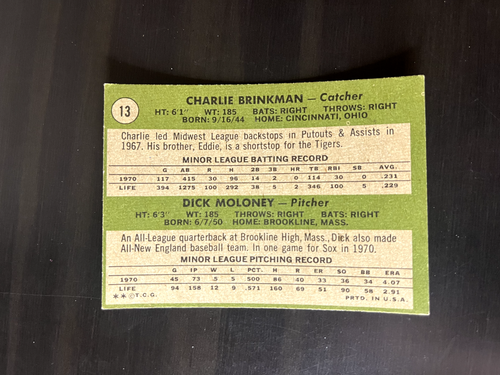 13
CHARLIE BRINKMAN — Catcher
HT: 6'1" WT: 185 BATS: RIGHT THROWS: RIGHT
BORN: 9/16/44 HOME: CINCINNATI, OHIO
Charlie led Midwest League backstops in Putouts & Assists in
1967. His brother, Eddie, is a shortstop for the Tigers.
MINOR LEAGUE BATTING RECORD
G AB R H 2B 3B HR TB RBI SB AVG.
1970 117 415 30 96 14 2 0 114 30 0 .231
LIFE 394 1275 100 292 38 5 2 346 100 5 .229
DICK MOLONEY — Pitcher
HT: 6'3" WT: 185 THROWS: RIGHT BATS: RIGHT
BORN: 6/7/50 HOME: BROOKLINE, MASS.
An All-League quarterback at Brookline High, Mass., Dick also made
All-New England baseball team. In one game for Sox in 1970.
MINOR LEAGUE PITCHING RECORD
G IP W L PCT. H R ER SO BB ERA
1970 45 73 5 5 .500 86 40 33 36 34 4.07
LIFE 94 158 12 9 .571 160 69 51 90 58 2.91
**©T.C.G. PRTD. IN U.S.A.